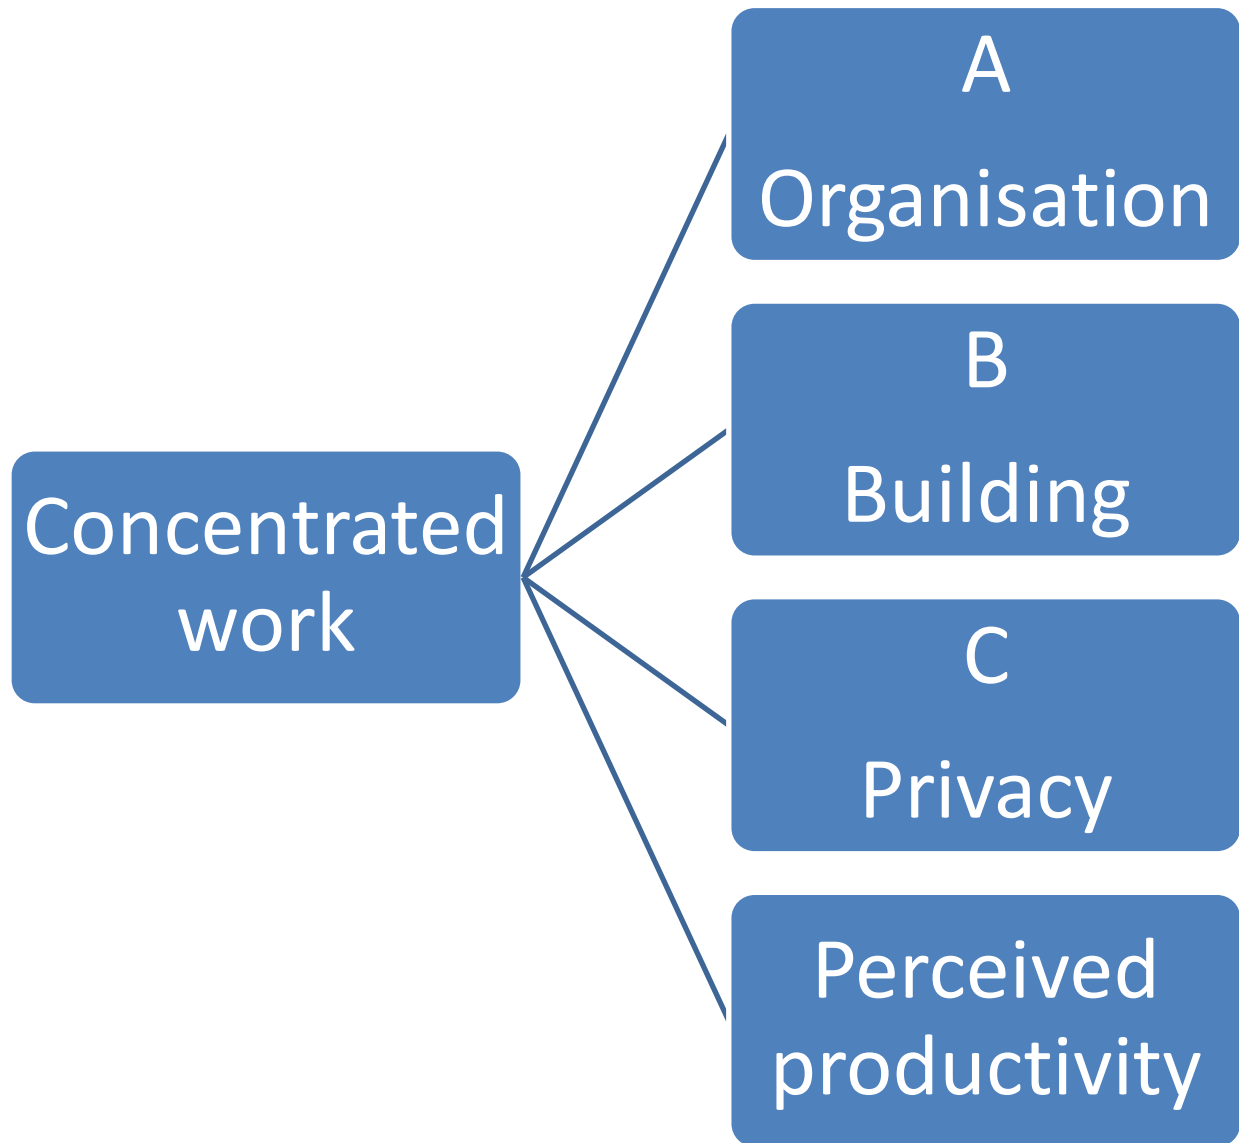 A
Organisation
B
Building
Concentrated
work
C
Privacy
Perceived
productivity